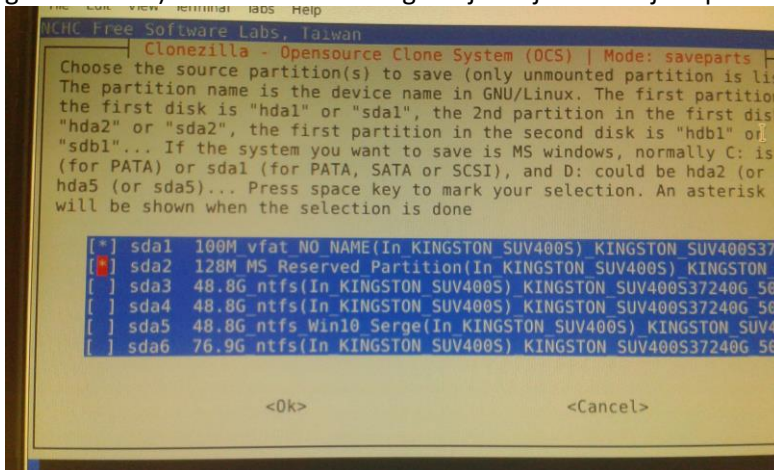 File Edit View Terminal Tabs Help
NCHC Free Software Labs, Taiwan
Clonezilla - Opensource Clone System (OCS) | Mode: saveparts
Choose the source partition(s) to save (only unmounted partition is
The partition name is the device name in GNU/Linux. The first
the first disk is "hda1" or "sda1", the 2nd partition in the first
"hda2" or "sda2", the first partition in the second disk is "hdb1" or
"sdb1"... If the system you want to save is MS windows, normally C: is
(for PATA) or sda1 (for PATA, SATA or SCSI), and D: could be hda2 (or
hda5 (or sda5)... Press space key to mark your selection. An asterisk
will be shown when the selection is done
[*] sda1 100M_vfat_NO_NAME(In_KINGSTON_SUV400S)_KINGSTON_SUV400S37
[*] sda2 128M_MS_Reserved_Partition(In_KINGSTON_SUV400S)_KINGSTON
[ ] sda3 48.8G_ntfs(In_KINGSTON_SUV400S)_KINGSTON_SUV400S37240G_50
[ ] sda4 48.8G_ntfs(In_KINGSTON_SUV400S)_KINGSTON_SUV400S37240G_50
[ ] sda5 48.8G_ntfs_Win10_Serge(In_KINGSTON_SUV400S)_KINGSTON_SUV4
[ ] sda6 76.9G_ntfs(In_KINGSTON_SUV400S)_KINGSTON_SUV400S37240G_50
<Ok> <Cancel>